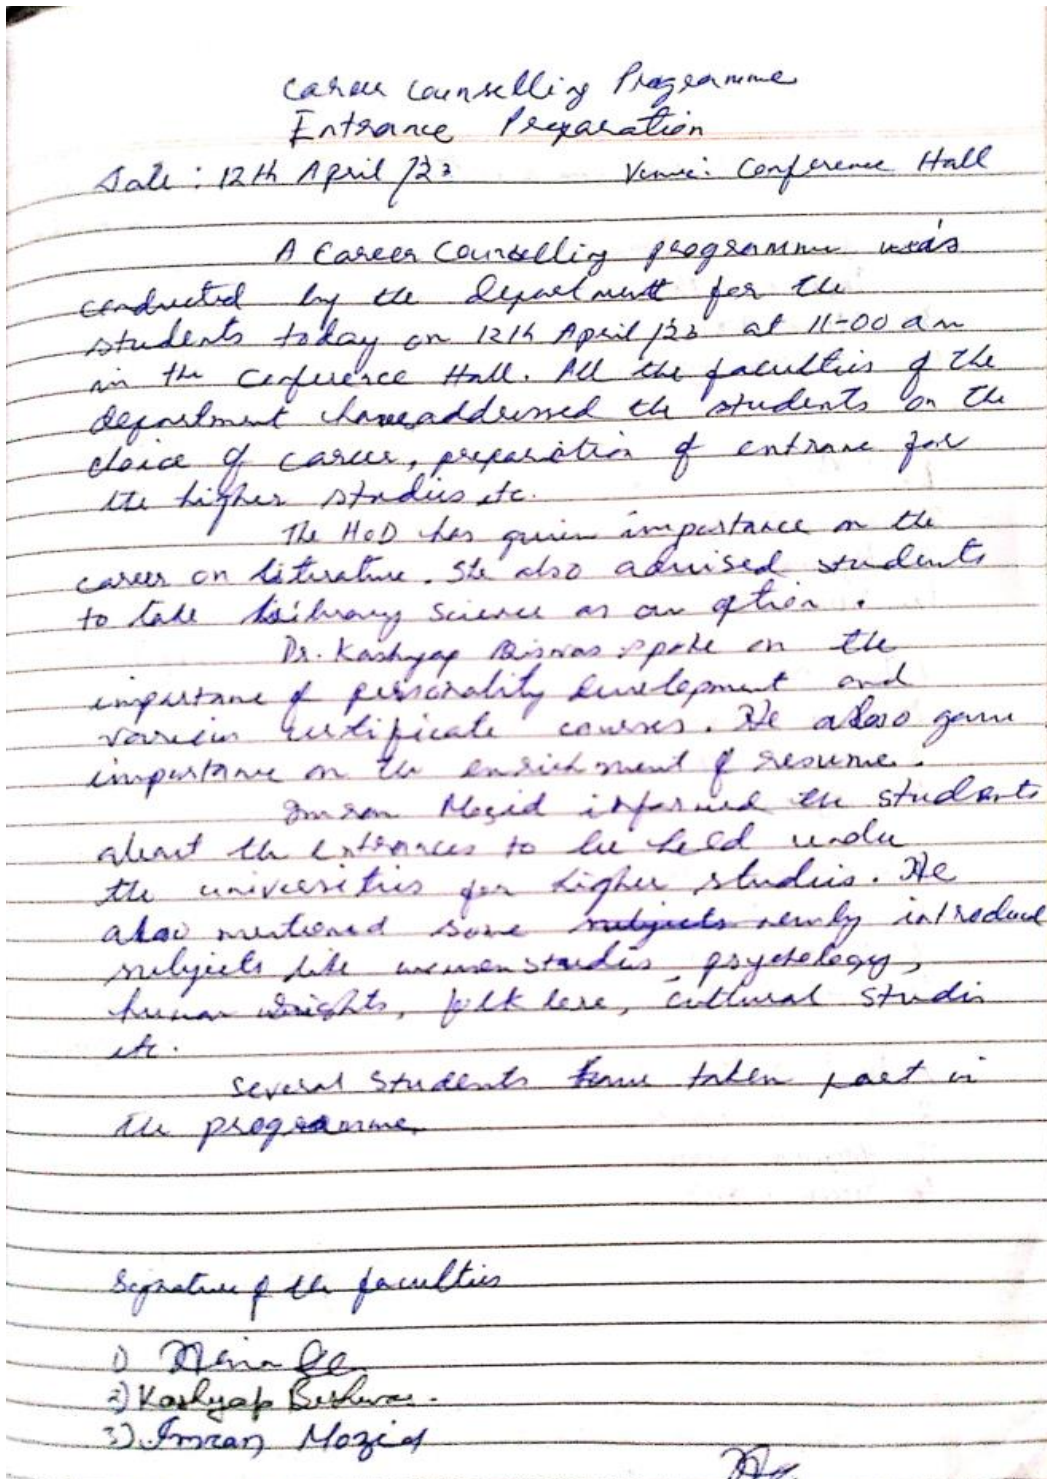 Career Counselling Programme
Entrance Preparation
Date: 12th April /23 Venue: Conference Hall
A Career Counselling programme was
conducted by the department for the
students today on 12th April /23 at 11-00 am
in the Conference Hall. All the faculties of the
department have addressed the students on the
choice of career, preparation of entrance for
the higher studies etc.
The HoD has given importance on the
career on literature. She also advised students
to take library science as an option.
Dr. Kashyap Biswas spoke on the
importance of personality development and
various certificate courses. He also gave
importance on the enrichment of resume.
Imran Mozid informed the students
about the entrances to be held under
the universities for higher studies. He
also mentioned some subjects newly introduced
subjects like women studies psychology,
human rights, folk lore, cultural studies
etc.
Several students have taken part in
the programme.
Signature of the faculties
1)
2) Kashyap Bishwas.
3) Imran Mozid